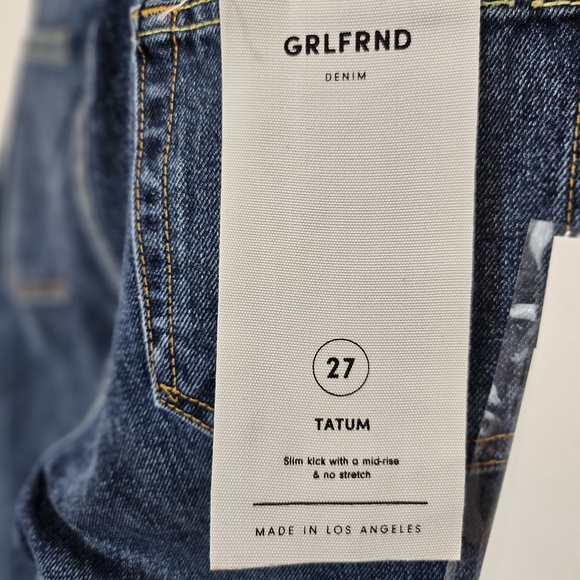 GRLFRND
DENIM
27
TATUM
Slim kick with a mid-rise
& no stretch
MADE IN LOS ANGELES